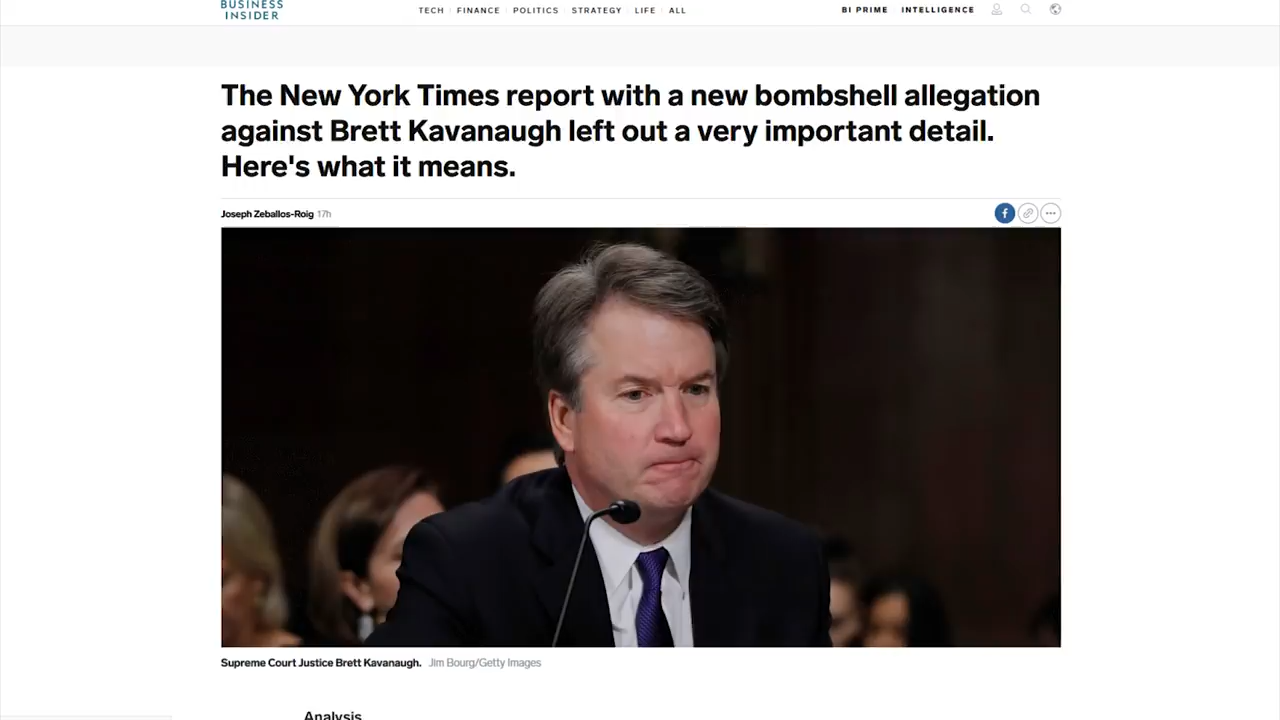 BUSINESS
INSIDER
TECH FINANCE POLITICS STRATEGY LIFE ALL
BI PRIME INTELLIGENCE
The New York Times report with a new bombshell allegation
against Brett Kavanaugh left out a very important detail.
Here's what it means.
Joseph Zeballos-Roig 17h
Supreme Court Justice Brett Kavanaugh. Jim Bourg/Getty Images
Analysis